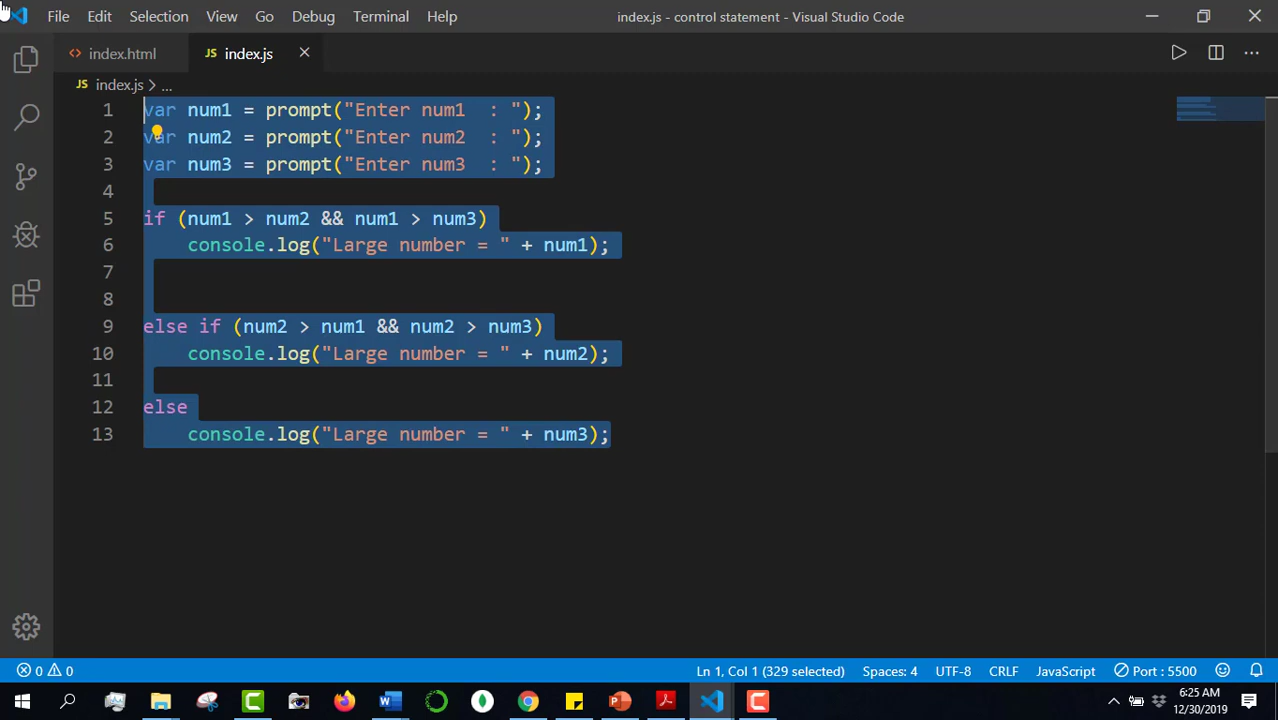 File Edit Selection View Go Debug Terminal Help index.js - control statement - Visual Studio Code
<> index.html JS index.js ×
JS index.js > ...
1 var num1 = prompt("Enter num1  : ");
2 var num2 = prompt("Enter num2  : ");
3 var num3 = prompt("Enter num3  : ");
4
5 if (num1 > num2 && num1 > num3)
6     console.log("Large number = " + num1);
7
8
9 else if (num2 > num1 && num2 > num3)
10     console.log("Large number = " + num2);
11
12 else
13     console.log("Large number = " + num3);
0 0 Ln 1, Col 1 (329 selected) Spaces: 4 UTF-8 CRLF JavaScript Port : 5500
6:25 AM
12/30/2019